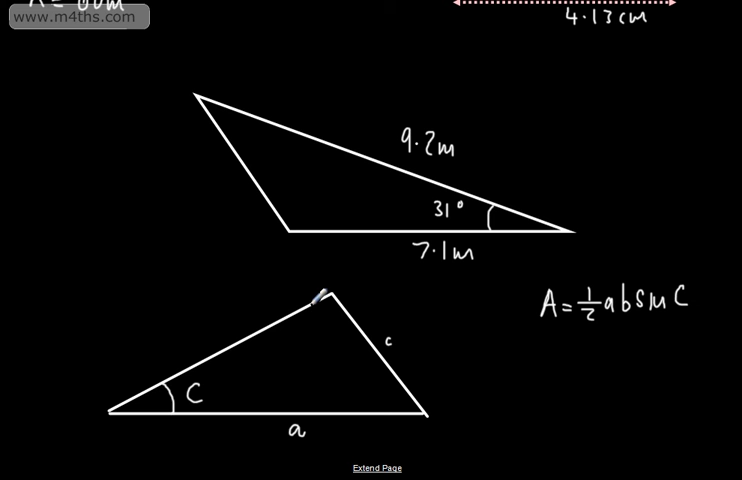 www.m4ths.com
4.13cm
9.2m
31°
7.1m
A = 1/2 ab Sin C
c
C
a
Extend Page